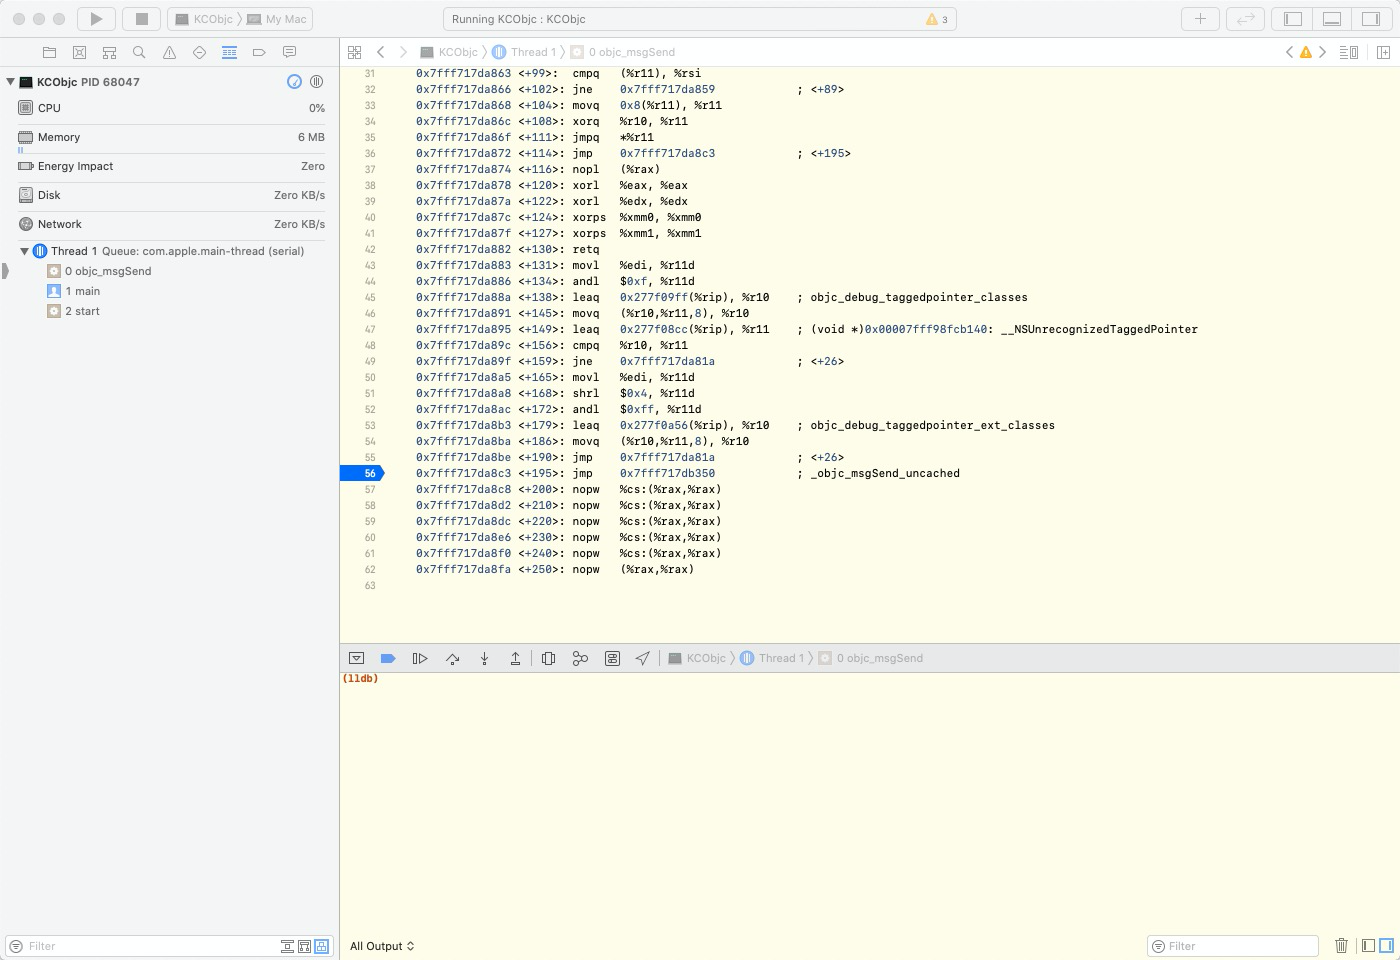 KCObjc 〉 My Mac
Running KCObjc : KCObjc
3
KCObjc PID 68047
CPU 0%
Memory 6 MB
Energy Impact Zero
Disk Zero KB/s
Network Zero KB/s
Thread 1 Queue: com.apple.main-thread (serial)
0 objc_msgSend
1 main
2 start
Filter
KCObjc 〉 Thread 1 〉 0 objc_msgSend
31 0x7fff717da863 <+99>: cmpq (%r11), %rsi
32 0x7fff717da866 <+102>: jne 0x7fff717da859 ; <+89>
33 0x7fff717da868 <+104>: movq 0x8(%r11), %r11
34 0x7fff717da86c <+108>: xorq %r10, %r11
35 0x7fff717da86f <+111>: jmpq *%r11
36 0x7fff717da872 <+114>: jmp 0x7fff717da8c3 ; <+195>
37 0x7fff717da874 <+116>: nopl (%rax)
38 0x7fff717da878 <+120>: xorl %eax, %eax
39 0x7fff717da87a <+122>: xorl %edx, %edx
40 0x7fff717da87c <+124>: xorps %xmm0, %xmm0
41 0x7fff717da87f <+127>: xorps %xmm1, %xmm1
42 0x7fff717da882 <+130>: retq
43 0x7fff717da883 <+131>: movl %edi, %r11d
44 0x7fff717da886 <+134>: andl $0xf, %r11d
45 0x7fff717da88a <+138>: leaq 0x277f09ff(%rip), %r10 ; objc_debug_taggedpointer_classes
46 0x7fff717da891 <+145>: movq (%r10,%r11,8), %r10
47 0x7fff717da895 <+149>: leaq 0x277f08cc(%rip), %r11 ; (void *)0x00007fff98fcb140: __NSUnrecognizedTaggedPointer
48 0x7fff717da89c <+156>: cmpq %r10, %r11
49 0x7fff717da89f <+159>: jne 0x7fff717da81a ; <+26>
50 0x7fff717da8a5 <+165>: movl %edi, %r11d
51 0x7fff717da8a8 <+168>: shrl $0x4, %r11d
52 0x7fff717da8ac <+172>: andl $0xff, %r11d
53 0x7fff717da8b3 <+179>: leaq 0x277f0a56(%rip), %r10 ; objc_debug_taggedpointer_ext_classes
54 0x7fff717da8ba <+186>: movq (%r10,%r11,8), %r10
55 0x7fff717da8be <+190>: jmp 0x7fff717da81a ; <+26>
56 0x7fff717da8c3 <+195>: jmp 0x7fff717db350 ; _objc_msgSend_uncached
57 0x7fff717da8c8 <+200>: nopw %cs:(%rax,%rax)
58 0x7fff717da8d2 <+210>: nopw %cs:(%rax,%rax)
59 0x7fff717da8dc <+220>: nopw %cs:(%rax,%rax)
60 0x7fff717da8e6 <+230>: nopw %cs:(%rax,%rax)
61 0x7fff717da8f0 <+240>: nopw %cs:(%rax,%rax)
62 0x7fff717da8fa <+250>: nopw (%rax,%rax)
63
KCObjc 〉 Thread 1 〉 0 objc_msgSend
(lldb)
All Output
Filter